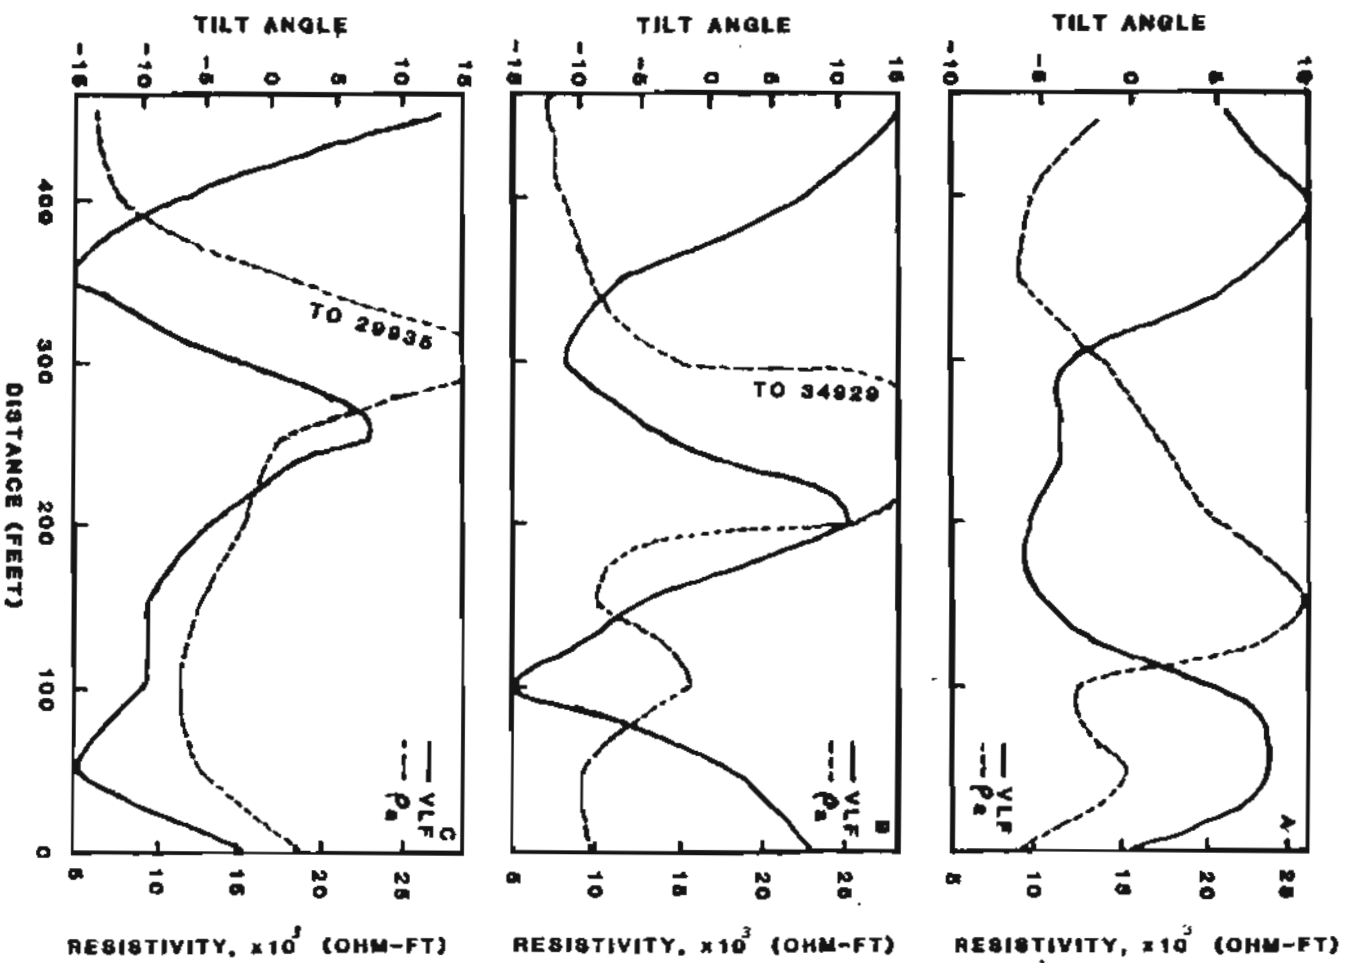 TILT ANGLE
-15 -10 -5 0 5 10 15
400
300
200
100
0
DISTANCE (FEET)
TO 29935
C
VLF
ρa
5 10 15 20 25
RESISTIVITY, x10³ (OHM-FT)
TILT ANGLE
-15 -10 -5 0 5 10 15
TO 34929
B
VLF
ρa
5 10 15 20 25
RESISTIVITY, x10³ (OHM-FT)
TILT ANGLE
-10 -5 0 5 10
A
VLF
ρa
5 10 15 20 25
RESISTIVITY, x10³ (OHM-FT)